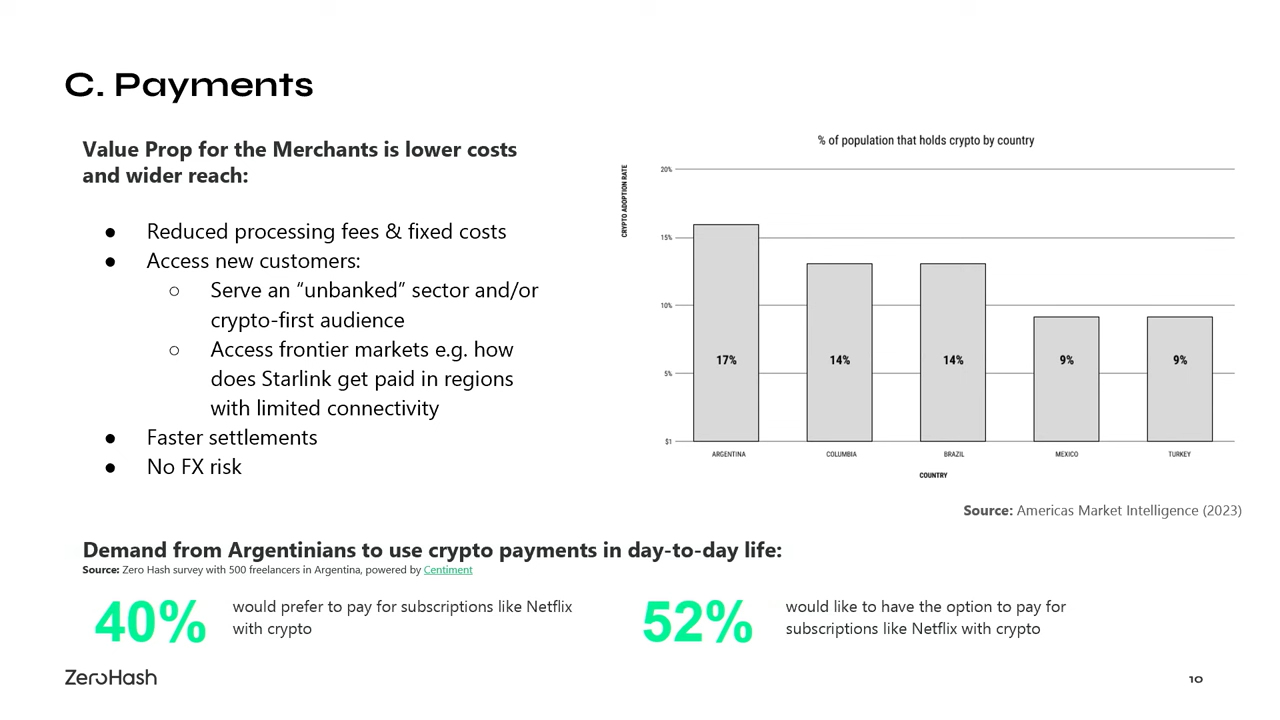 C. Payments
Value Prop for the Merchants is lower costs
and wider reach:
● Reduced processing fees & fixed costs
● Access new customers:
○ Serve an “unbanked” sector and/or
crypto-first audience
○ Access frontier markets e.g. how
does Starlink get paid in regions
with limited connectivity
● Faster settlements
● No FX risk
% of population that holds crypto by country
CRYPTO ADOPTION RATE
20%
15%
10%
5%
$1
17%
14%
14%
9%
9%
ARGENTINA
COLUMBIA
BRAZIL
MEXICO
TURKEY
COUNTRY
Source: Americas Market Intelligence (2023)
Demand from Argentinians to use crypto payments in day-to-day life:
Source: Zero Hash survey with 500 freelancers in Argentina, powered by Centiment
40%
would prefer to pay for subscriptions like Netflix
with crypto
52%
would like to have the option to pay for
subscriptions like Netflix with crypto
ZeroHash
10